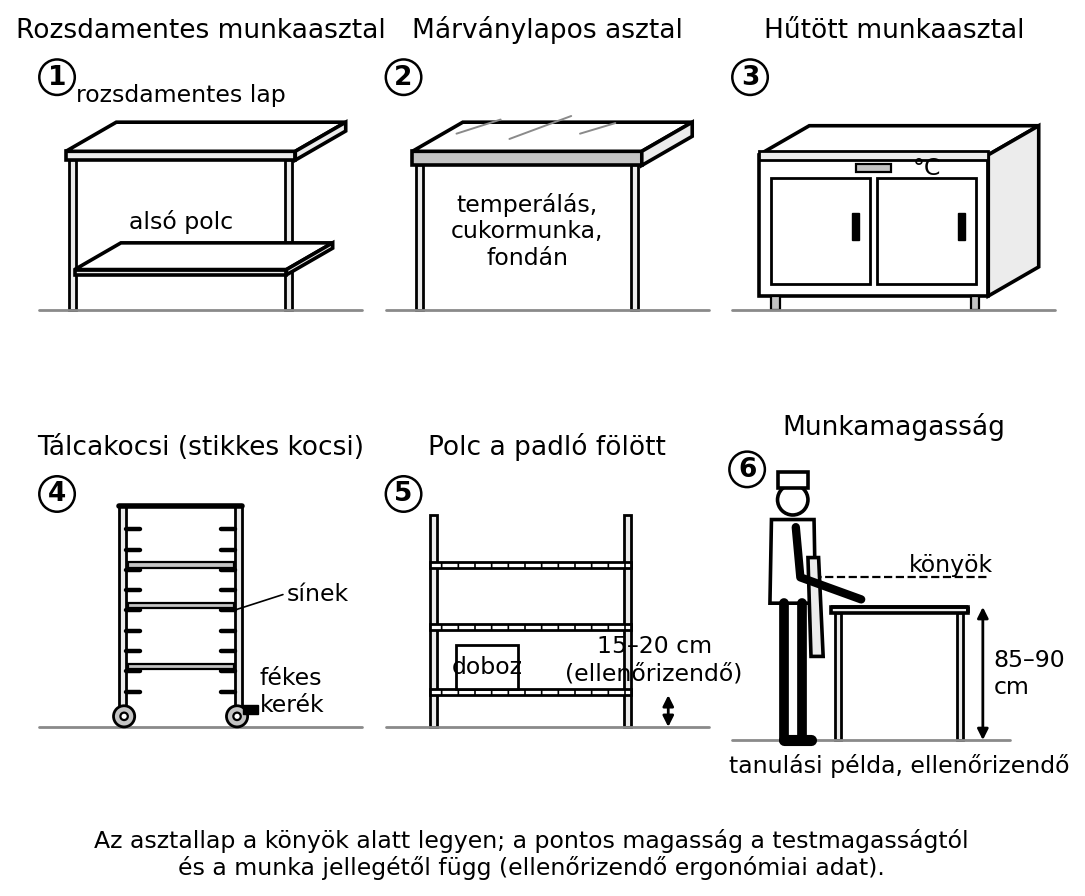 Rozsdamentes munkaasztal
1
rozsdamentes lap
alsó polc
Márványlapos asztal
2
temperálás,
cukormunka,
fondán
Hűtött munkaasztal
3
°C
Tálcakocsi (stikkes kocsi)
4
sínek
fékes
kerék
Polc a padló fölött
5
doboz
15–20 cm
(ellenőrizendő)
Munkamagasság
6
könyök
85–90
cm
tanulási példa, ellenőrizendő
Az asztallap a könyök alatt legyen; a pontos magasság a testmagasságtól
és a munka jellegétől függ (ellenőrizendő ergonómiai adat).